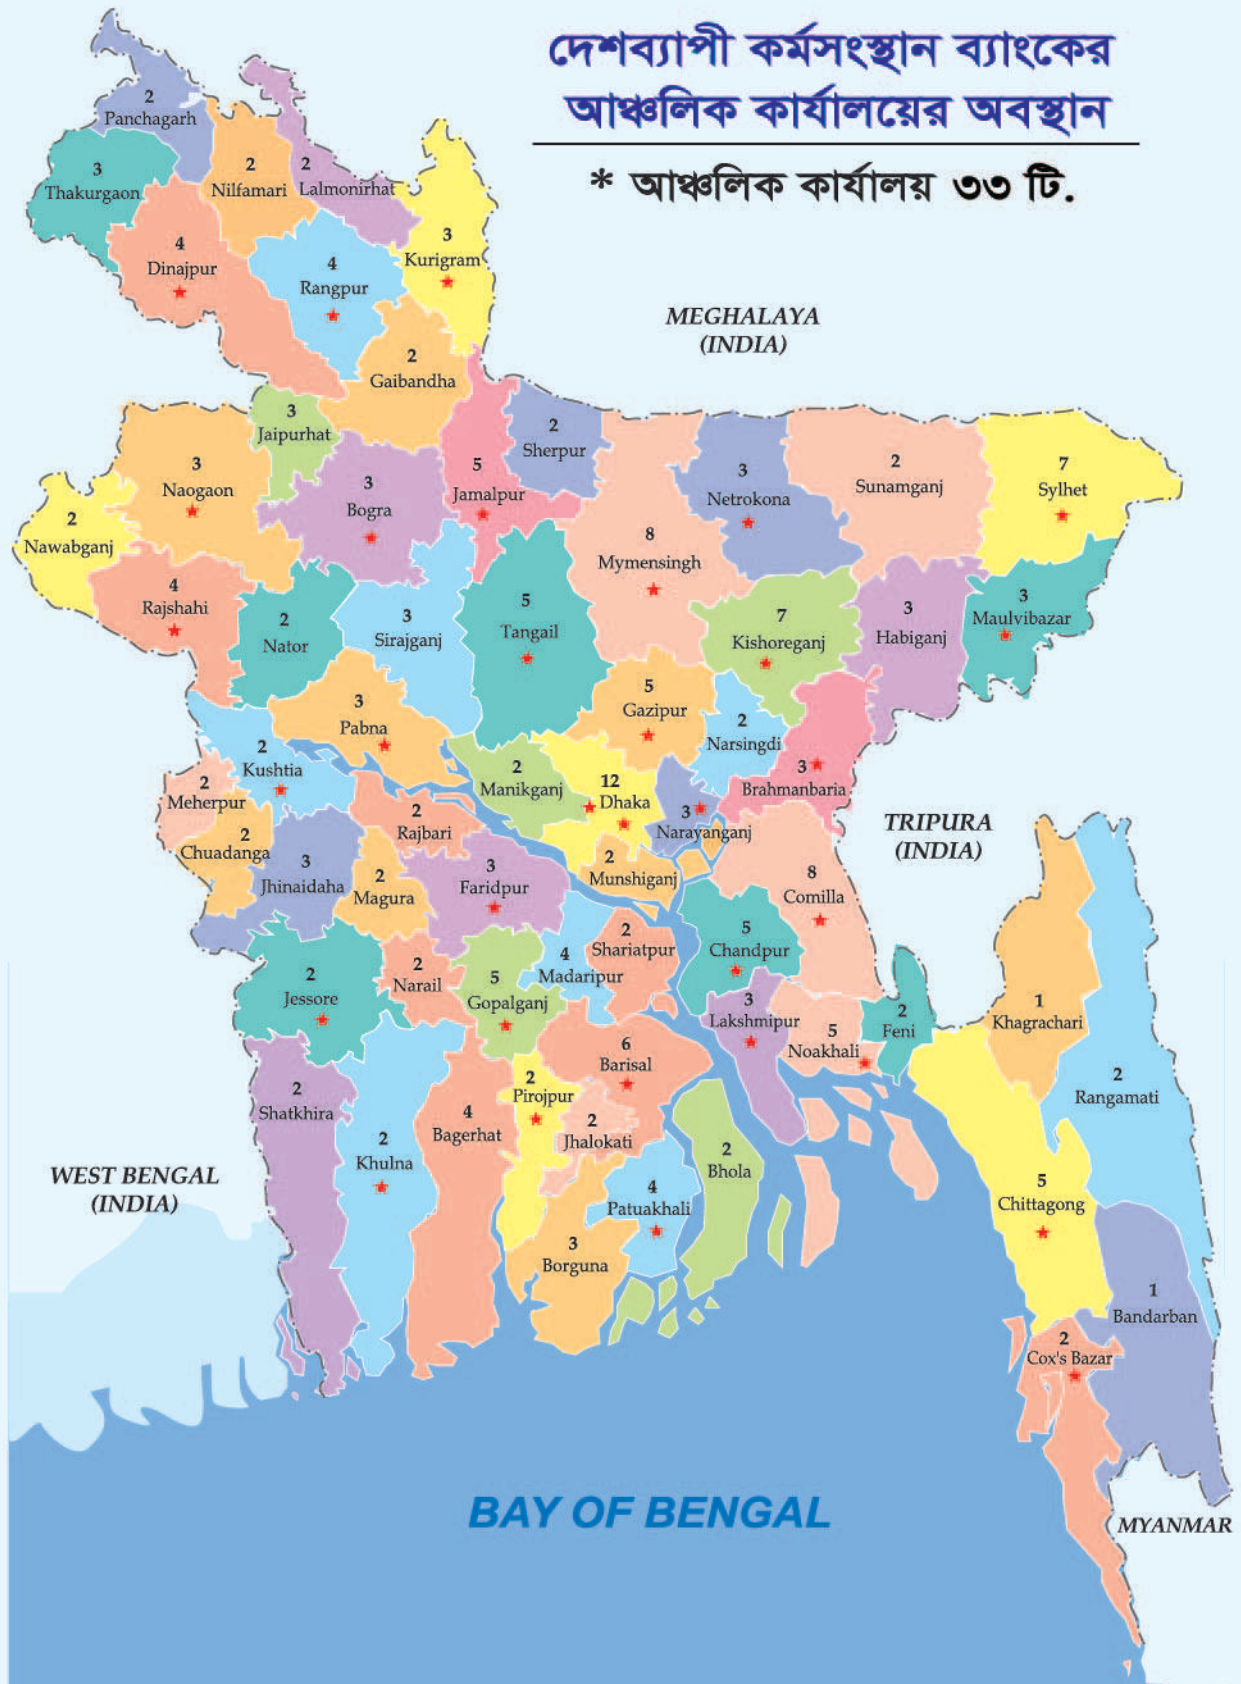 দেশব্যাপী কর্মসংস্থান ব্যাংকের
আঞ্চলিক কার্যালয়ের অবস্থান
* আঞ্চলিক কার্যালয় ৩৩ টি.
2
Panchagarh
3
Thakurgaon
2
Nilfamari
2
Lalmonirhat
4
Dinajpur
4
Rangpur
3
Kurigram
MEGHALAYA
(INDIA)
2
Gaibandha
3
Jaipurhat
2
Sherpur
3
Naogaon
3
Bogra
5
Jamalpur
3
Netrokona
2
Sunamganj
7
Sylhet
2
Nawabganj
8
Mymensingh
4
Rajshahi
2
Nator
3
Sirajganj
5
Tangail
7
Kishoreganj
3
Habiganj
3
Maulvibazar
3
Pabna
5
Gazipur
2
Narsingdi
2
Kushtia
2
Meherpur
2
Manikganj
12
Dhaka
3
Narayanganj
3
Brahmanbaria
2
Chuadanga
2
Rajbari
TRIPURA
(INDIA)
3
Jhinaidaha
2
Magura
3
Faridpur
2
Munshiganj
8
Comilla
2
Jessore
2
Narail
5
Gopalganj
4
Madaripur
2
Shariatpur
5
Chandpur
3
Lakshmipur
5
Noakhali
2
Feni
1
Khagrachari
2
Rangamati
2
Shatkhira
2
Khulna
4
Bagerhat
2
Pirojpur
6
Barisal
2
Jhalokati
2
Bhola
4
Patuakhali
3
Borguna
WEST BENGAL
(INDIA)
5
Chittagong
1
Bandarban
2
Cox's Bazar
BAY OF BENGAL
MYANMAR